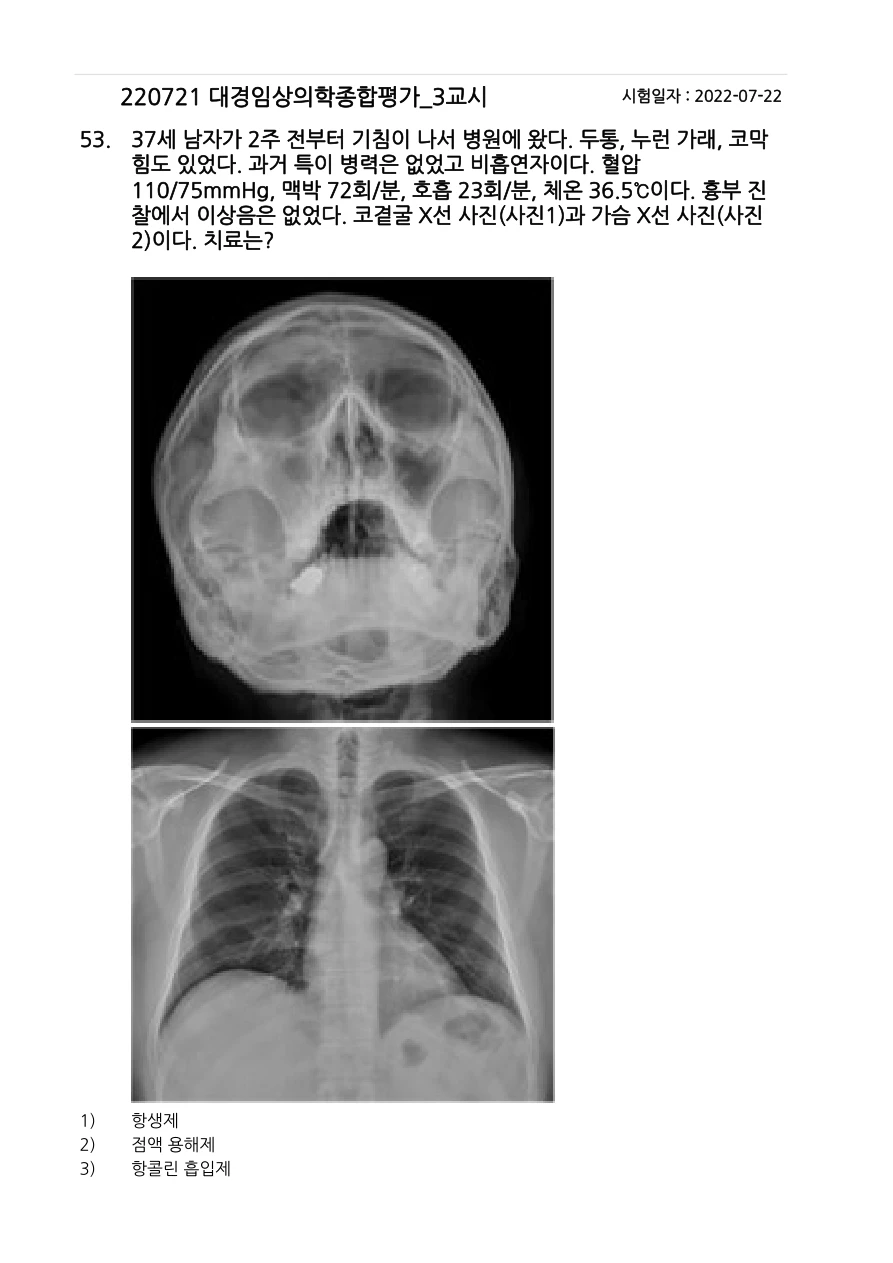 220721 대경임상의학종합평가_3교시
시험일자 : 2022-07-22
53. 37세 남자가 2주 전부터 기침이 나서 병원에 왔다. 두통, 누런 가래, 코막
힘도 있었다. 과거 특이 병력은 없었고 비흡연자이다. 혈압
110/75mmHg, 맥박 72회/분, 호흡 23회/분, 체온 36.5℃이다. 흉부 진
찰에서 이상음은 없었다. 코곁굴 X선 사진(사진1)과 가슴 X선 사진(사진
2)이다. 치료는?
1) 항생제
2) 점액 용해제
3) 항콜린 흡입제